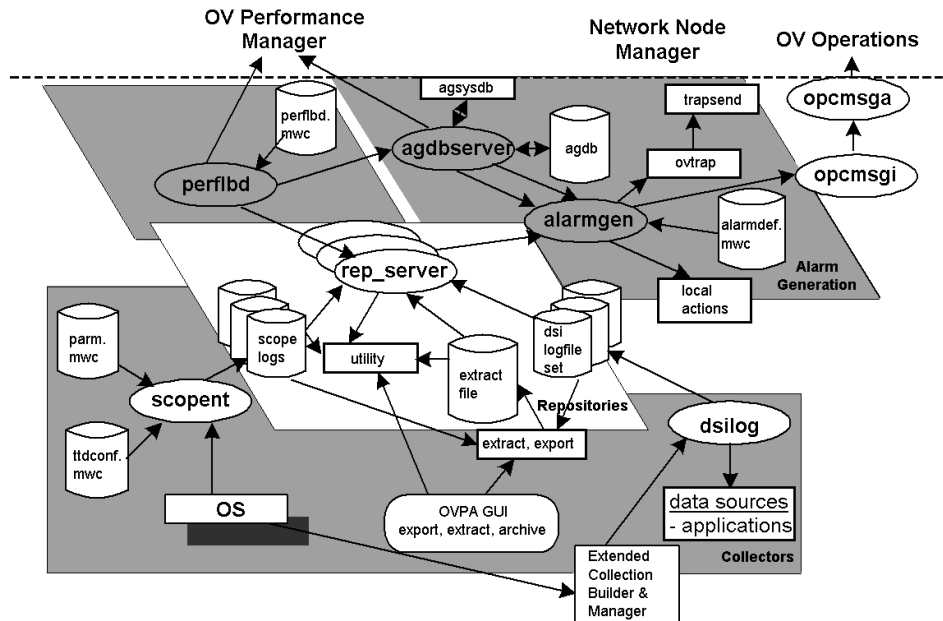 OV Performance
Manager
Network Node
Manager
OV Operations
agsysdb
trapsend
opcmsga
perflbd.
mwc
agdbserver
agdb
ovtrap
opcmsgi
perflbd
alarmgen
alarmdef.
mwc
rep_server
Alarm
Generation
local
actions
parm.
mwc
scope
logs
utility
extract
file
dsi
logfile
set
Repositories
scopent
dsilog
ttdconf.
mwc
extract, export
OS
OVPA GUI
export, extract, archive
data sources
- applications
Collectors
Extended
Collection
Builder &
Manager